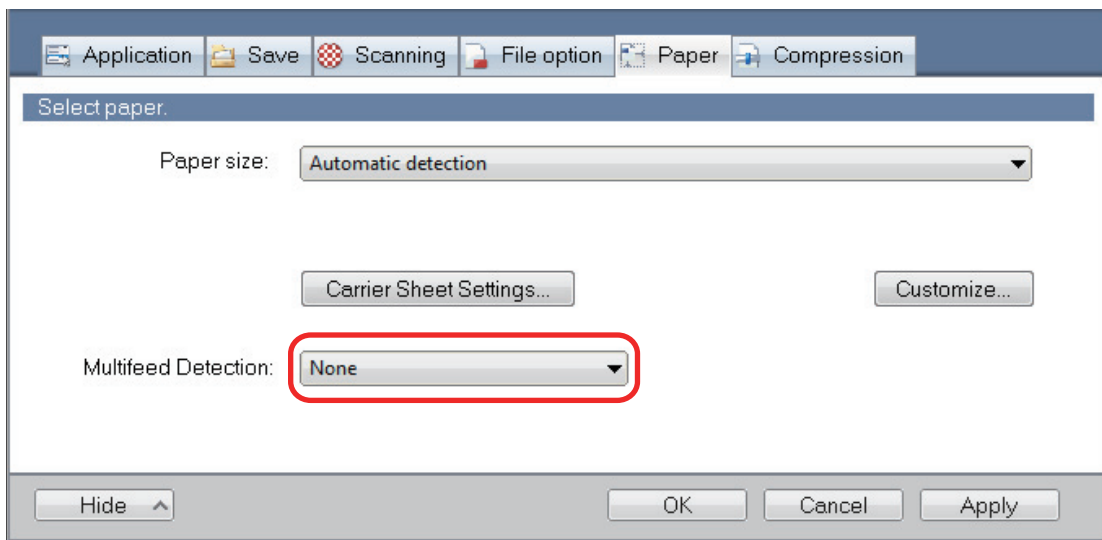 Application Save Scanning File option Paper Compression
Select paper.
Paper size: Automatic detection
Carrier Sheet Settings... Customize...
Multifeed Detection: None
Hide OK Cancel Apply